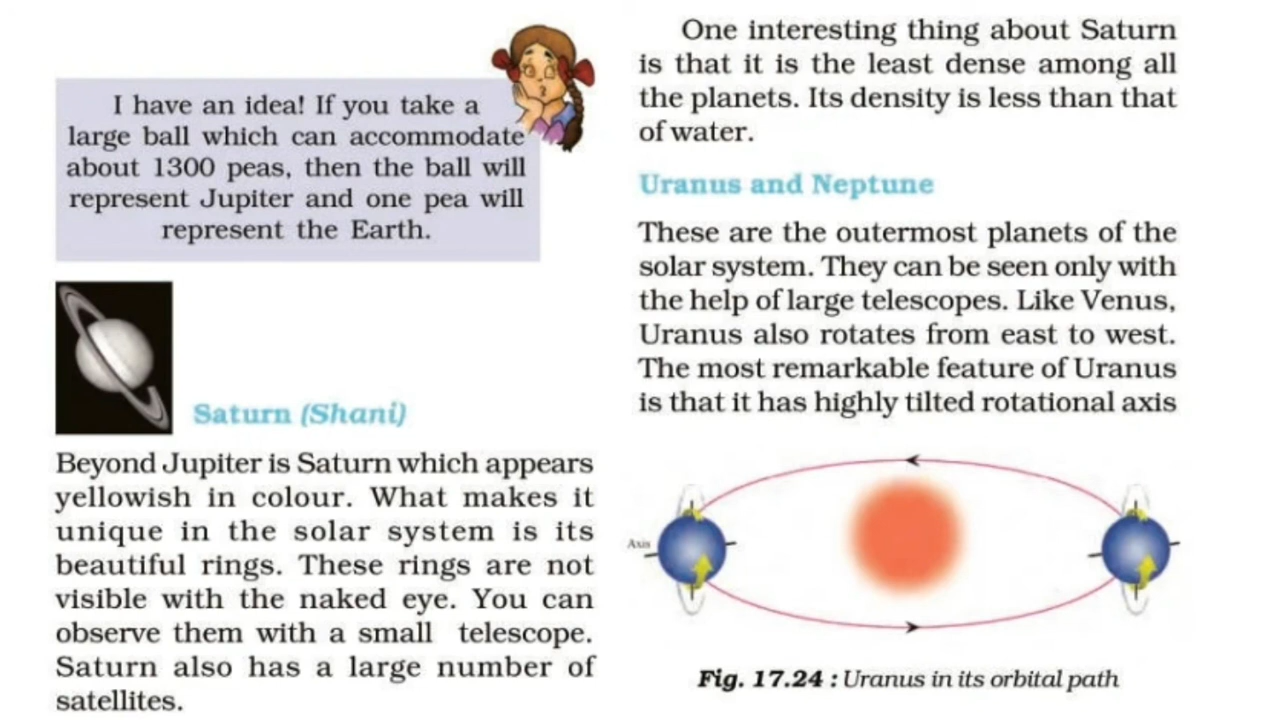 I have an idea! If you take a
large ball which can accommodate
about 1300 peas, then the ball will
represent Jupiter and one pea will
represent the Earth.
Saturn (Shani)
Beyond Jupiter is Saturn which appears
yellowish in colour. What makes it
unique in the solar system is its
beautiful rings. These rings are not
visible with the naked eye. You can
observe them with a small telescope.
Saturn also has a large number of
satellites.
One interesting thing about Saturn
is that it is the least dense among all
the planets. Its density is less than that
of water.
Uranus and Neptune
These are the outermost planets of the
solar system. They can be seen only with
the help of large telescopes. Like Venus,
Uranus also rotates from east to west.
The most remarkable feature of Uranus
is that it has highly tilted rotational axis
Axis
Fig. 17.24 : Uranus in its orbital path